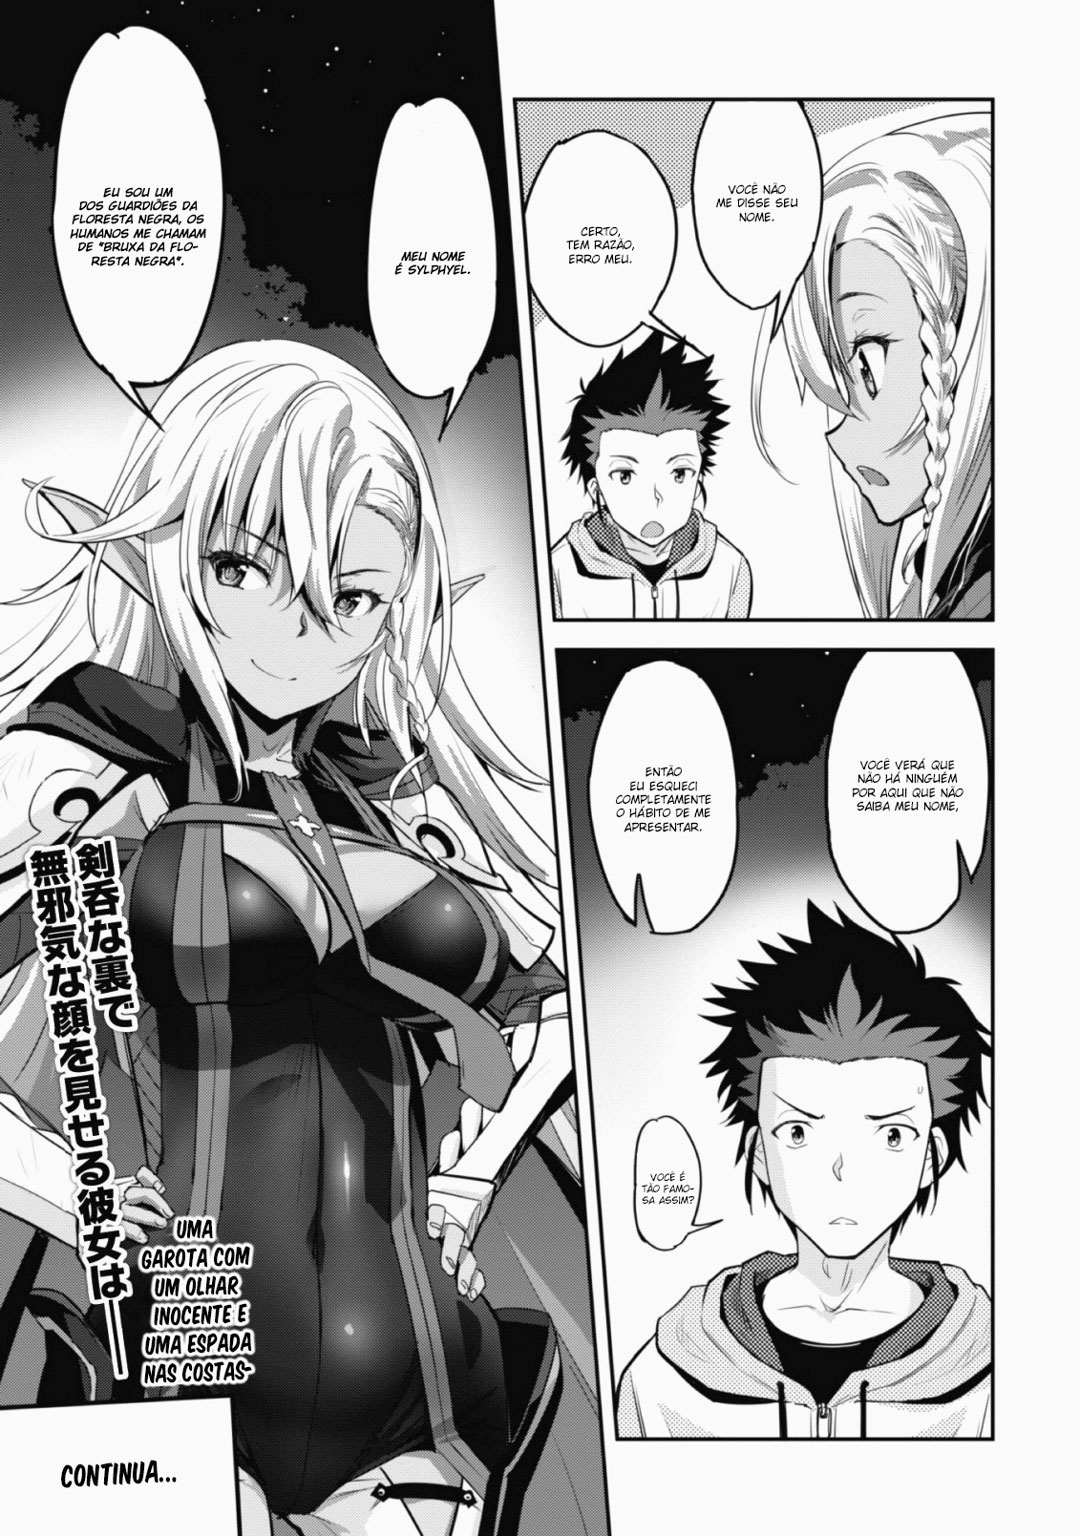 VOCÊ NÃO
ME DISSE SEU
NOME.
CERTO,
TEM RAZÃO,
ERRO MEU.
VOCÊ VERÁ QUE
NÃO HÁ NINGUÉM
POR AQUI QUE NÃO
SAIBA MEU NOME,
ENTÃO
EU ESQUECI
COMPLETAMENTE
O HÁBITO DE ME
APRESENTAR.
VOCÊ É
TÃO FAMO-
SA ASSIM?
MEU NOME
É SYLPHYEL.
EU SOU UM
DOS GUARDIÕES DA
FLORESTA NEGRA, OS
HUMANOS ME CHAMAM
DE "BRUXA DA FLO-
RESTA NEGRA".
剣呑な裏で
無邪気な顔を見せる彼女は――
UMA
GAROTA COM
UM OLHAR
INOCENTE E
UMA ESPADA
NAS COSTAS-
CONTINUA...